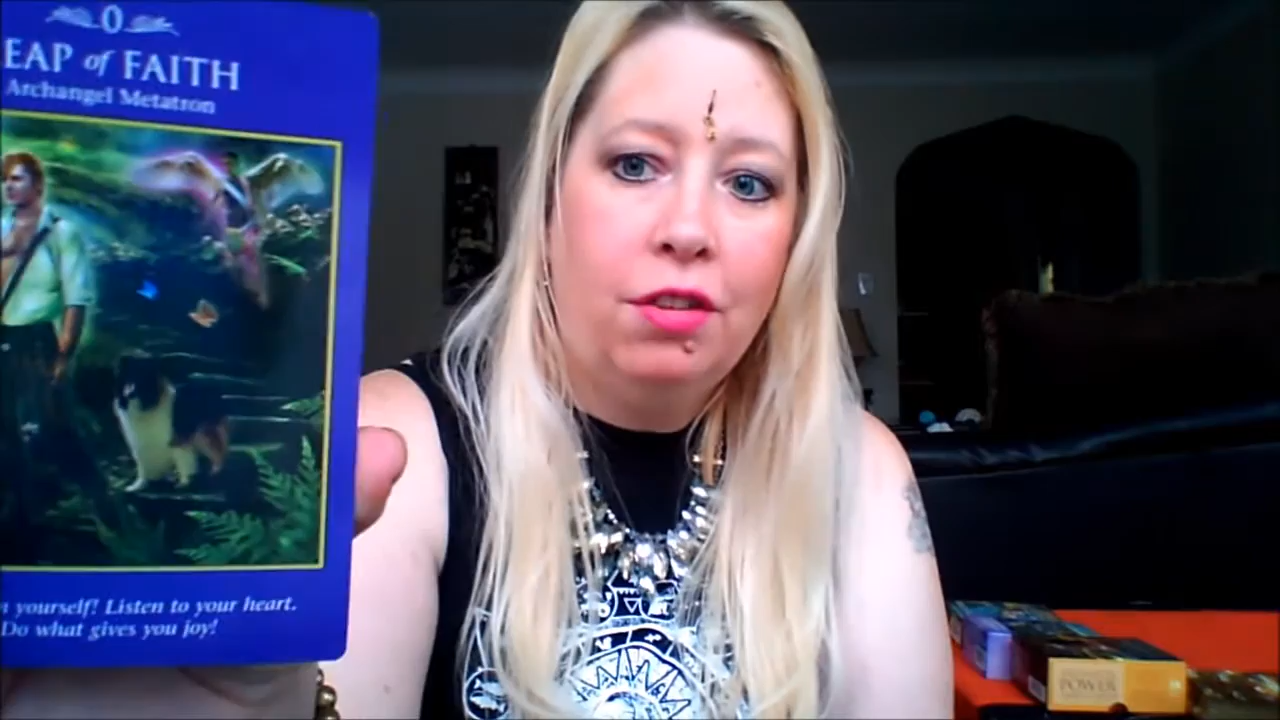 0
EAP of FAITH
Archangel Metatron
n yourself! Listen to your heart.
Do what gives you joy!
POWER